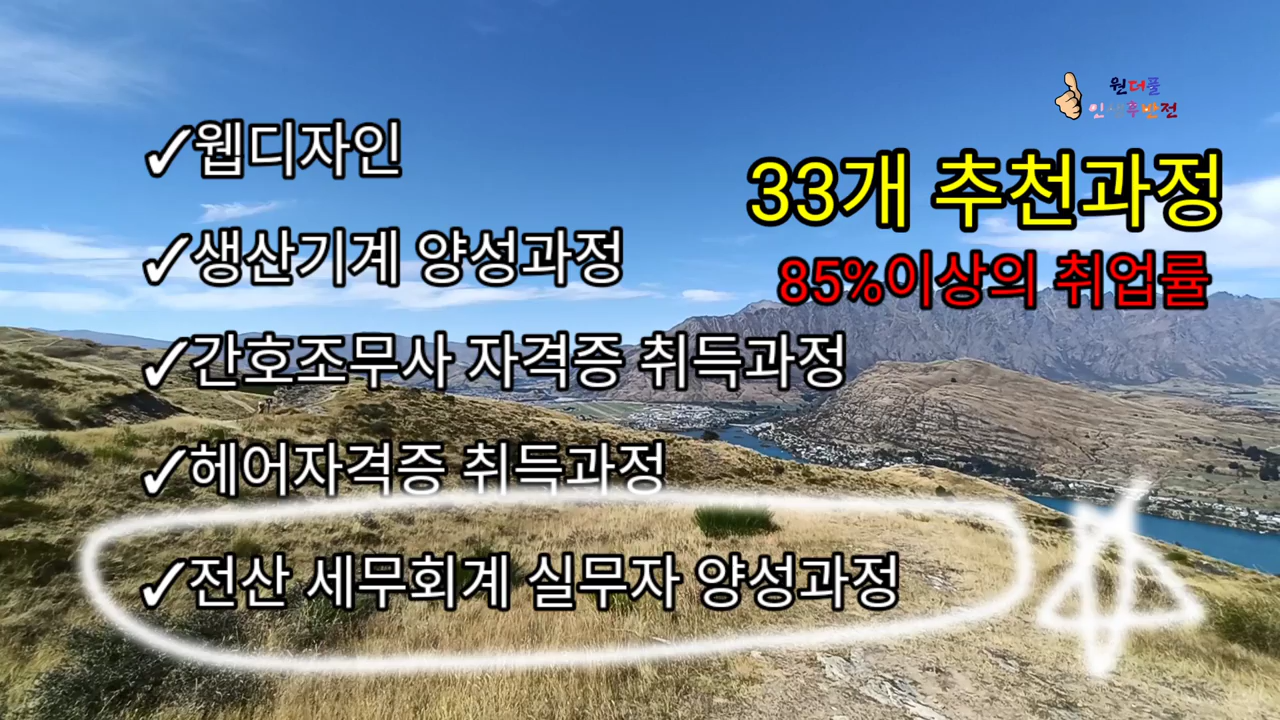 원더풀
인생후반전
33개 추천과정
85%이상의 취업률
✓웹디자인
✓생산기계 양성과정
✓간호조무사 자격증 취득과정
✓헤어자격증 취득과정
✓전산 세무회계 실무자 양성과정